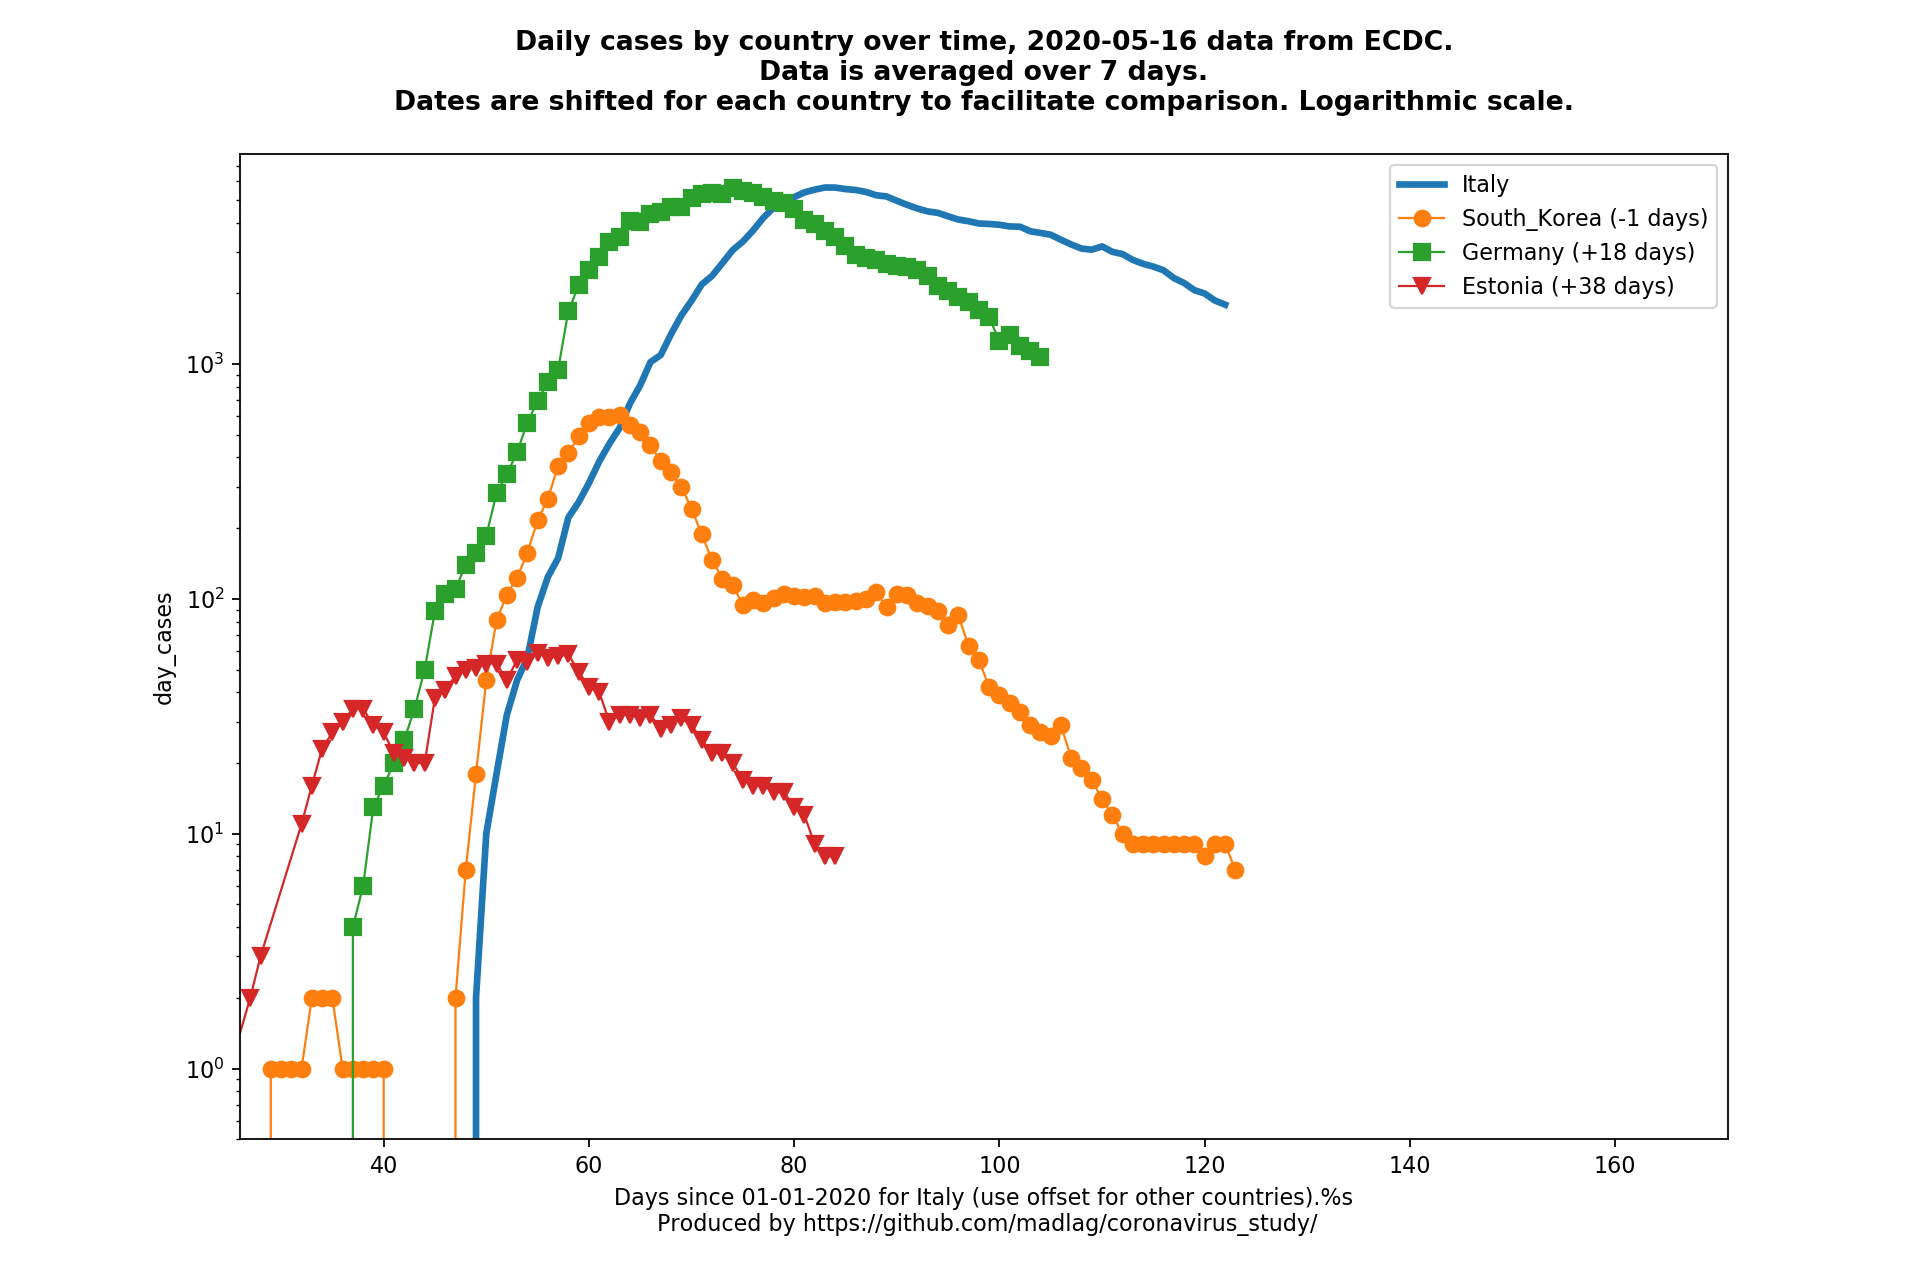 Daily cases by country over time, 2020-05-16 data from ECDC.
Data is averaged over 7 days.
Dates are shifted for each country to facilitate comparison. Logarithmic scale.
Italy
South_Korea (-1 days)
Germany (+18 days)
Estonia (+38 days)
day_cases
10³
10²
10¹
10⁰
40 60 80 100 120 140 160
Days since 01-01-2020 for Italy (use offset for other countries).%s
Produced by https://github.com/madlag/coronavirus_study/